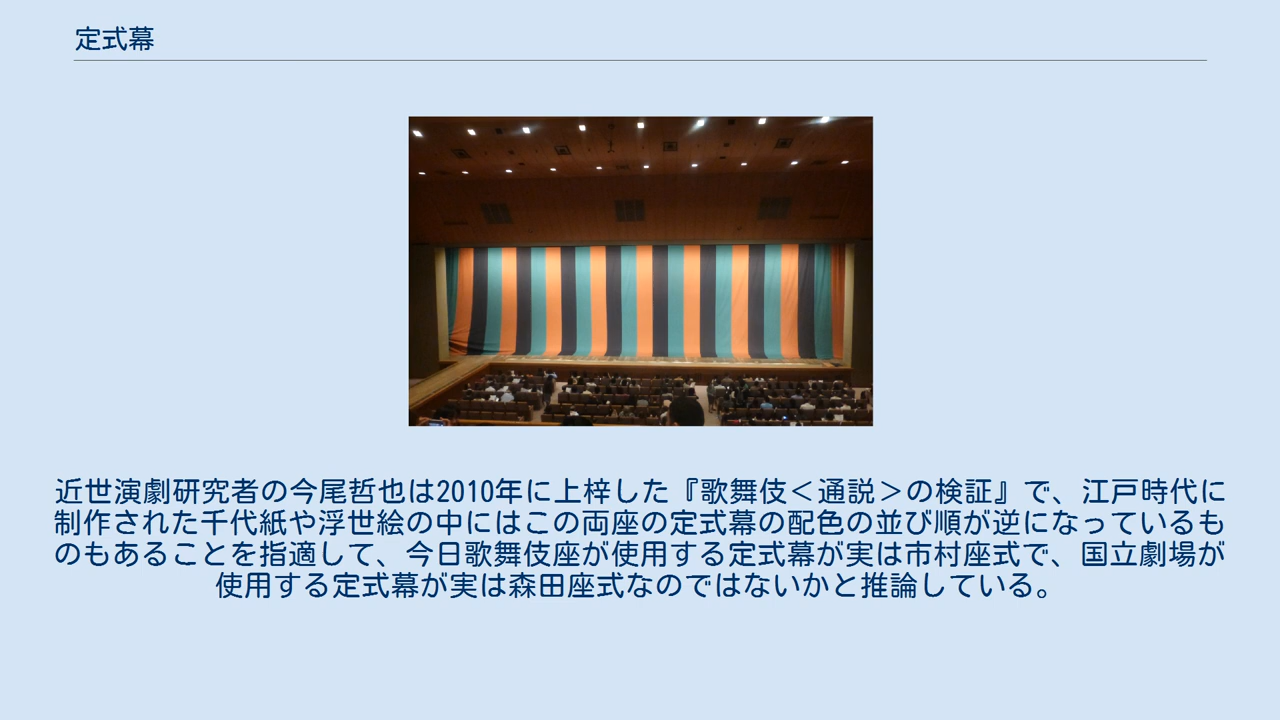 定式幕
近世演劇研究者の今尾哲也は2010年に上梓した『歌舞伎＜通説＞の検証』で、江戸時代に
制作された千代紙や浮世絵の中にはこの両座の定式幕の配色の並び順が逆になっているも
のもあることを指適して、今日歌舞伎座が使用する定式幕が実は市村座式で、国立劇場が
使用する定式幕が実は森田座式なのではないかと推論している。